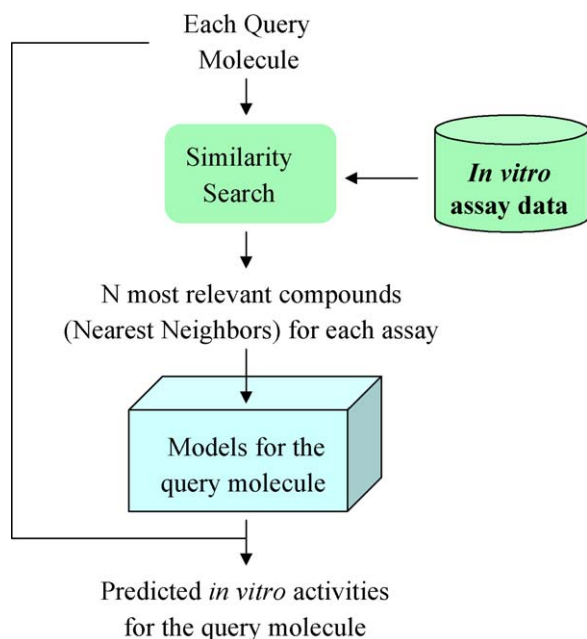 Each Query
Molecule
Similarity
Search
In vitro
assay data
N most relevant compounds
(Nearest Neighbors) for each assay
Models for the
query molecule
Predicted in vitro activities
for the query molecule